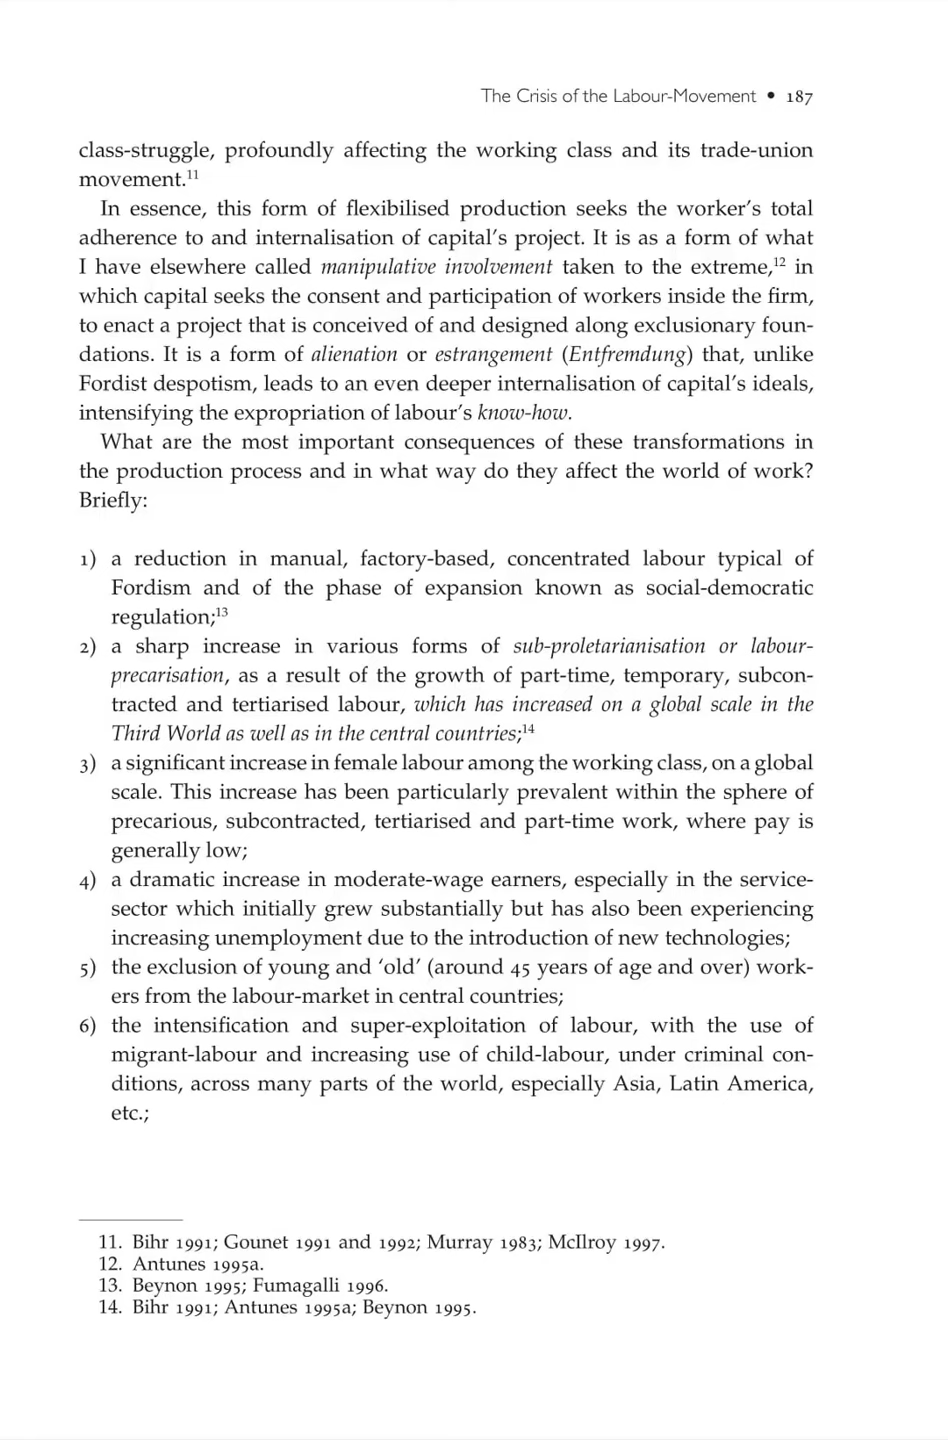 The Crisis of the Labour-Movement • 187
class-struggle, profoundly affecting the working class and its trade-union
movement.11
In essence, this form of flexibilised production seeks the worker’s total
adherence to and internalisation of capital’s project. It is as a form of what
I have elsewhere called manipulative involvement taken to the extreme,12 in
which capital seeks the consent and participation of workers inside the firm,
to enact a project that is conceived of and designed along exclusionary foun-
dations. It is a form of alienation or estrangement (Entfremdung) that, unlike
Fordist despotism, leads to an even deeper internalisation of capital’s ideals,
intensifying the expropriation of labour’s know-how.
What are the most important consequences of these transformations in
the production process and in what way do they affect the world of work?
Briefly:
1) a reduction in manual, factory-based, concentrated labour typical of
Fordism and of the phase of expansion known as social-democratic
regulation;13
2) a sharp increase in various forms of sub-proletarianisation or labour-
precarisation, as a result of the growth of part-time, temporary, subcon-
tracted and tertiarised labour, which has increased on a global scale in the
Third World as well as in the central countries;14
3) a significant increase in female labour among the working class, on a global
scale. This increase has been particularly prevalent within the sphere of
precarious, subcontracted, tertiarised and part-time work, where pay is
generally low;
4) a dramatic increase in moderate-wage earners, especially in the service-
sector which initially grew substantially but has also been experiencing
increasing unemployment due to the introduction of new technologies;
5) the exclusion of young and ‘old’ (around 45 years of age and over) work-
ers from the labour-market in central countries;
6) the intensification and super-exploitation of labour, with the use of
migrant-labour and increasing use of child-labour, under criminal con-
ditions, across many parts of the world, especially Asia, Latin America,
etc.;
11. Bihr 1991; Gounet 1991 and 1992; Murray 1983; McIlroy 1997.
12. Antunes 1995a.
13. Beynon 1995; Fumagalli 1996.
14. Bihr 1991; Antunes 1995a; Beynon 1995.